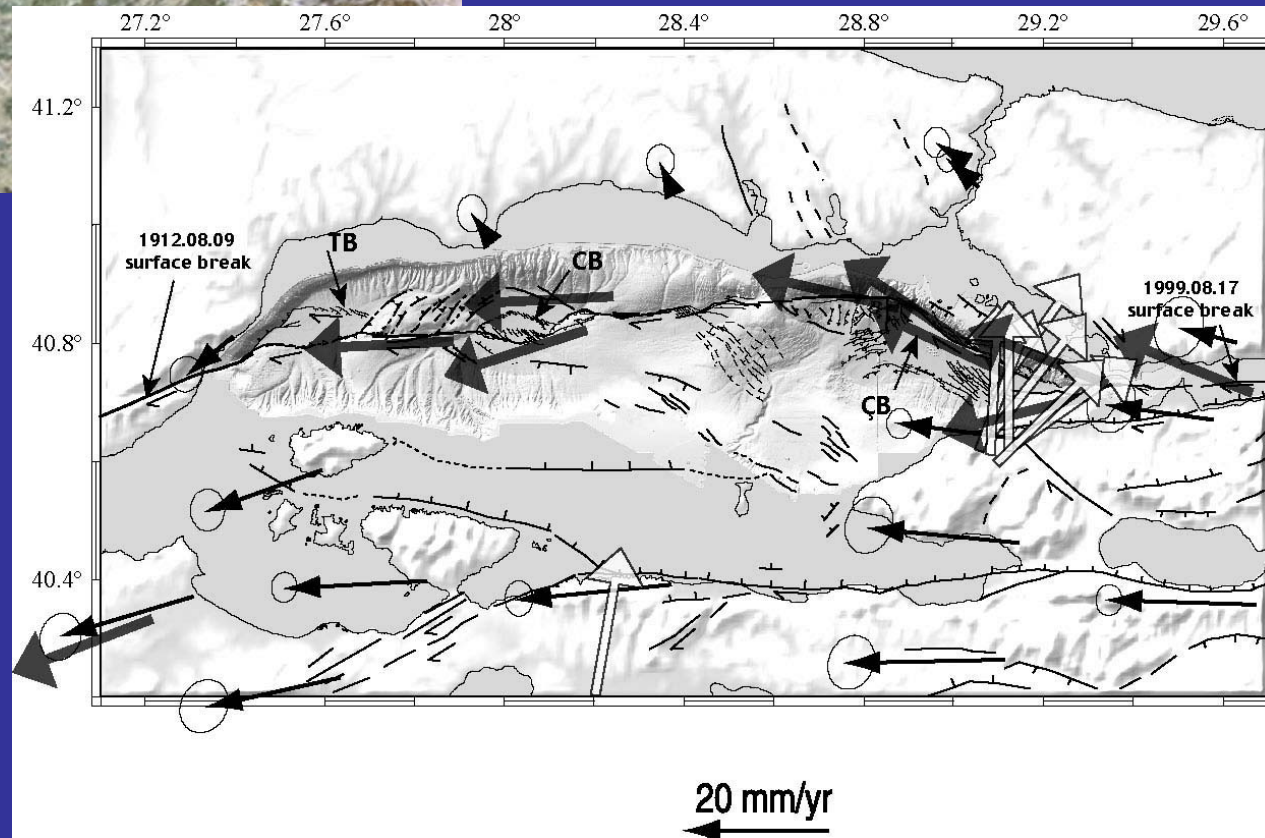 27.2° 27.6° 28° 28.4° 28.8° 29.2° 29.6°
41.2°
1912.08.09
surface break
TB
CB
1999.08.17
surface break
40.8°
ÇB
40.4°
20 mm/yr